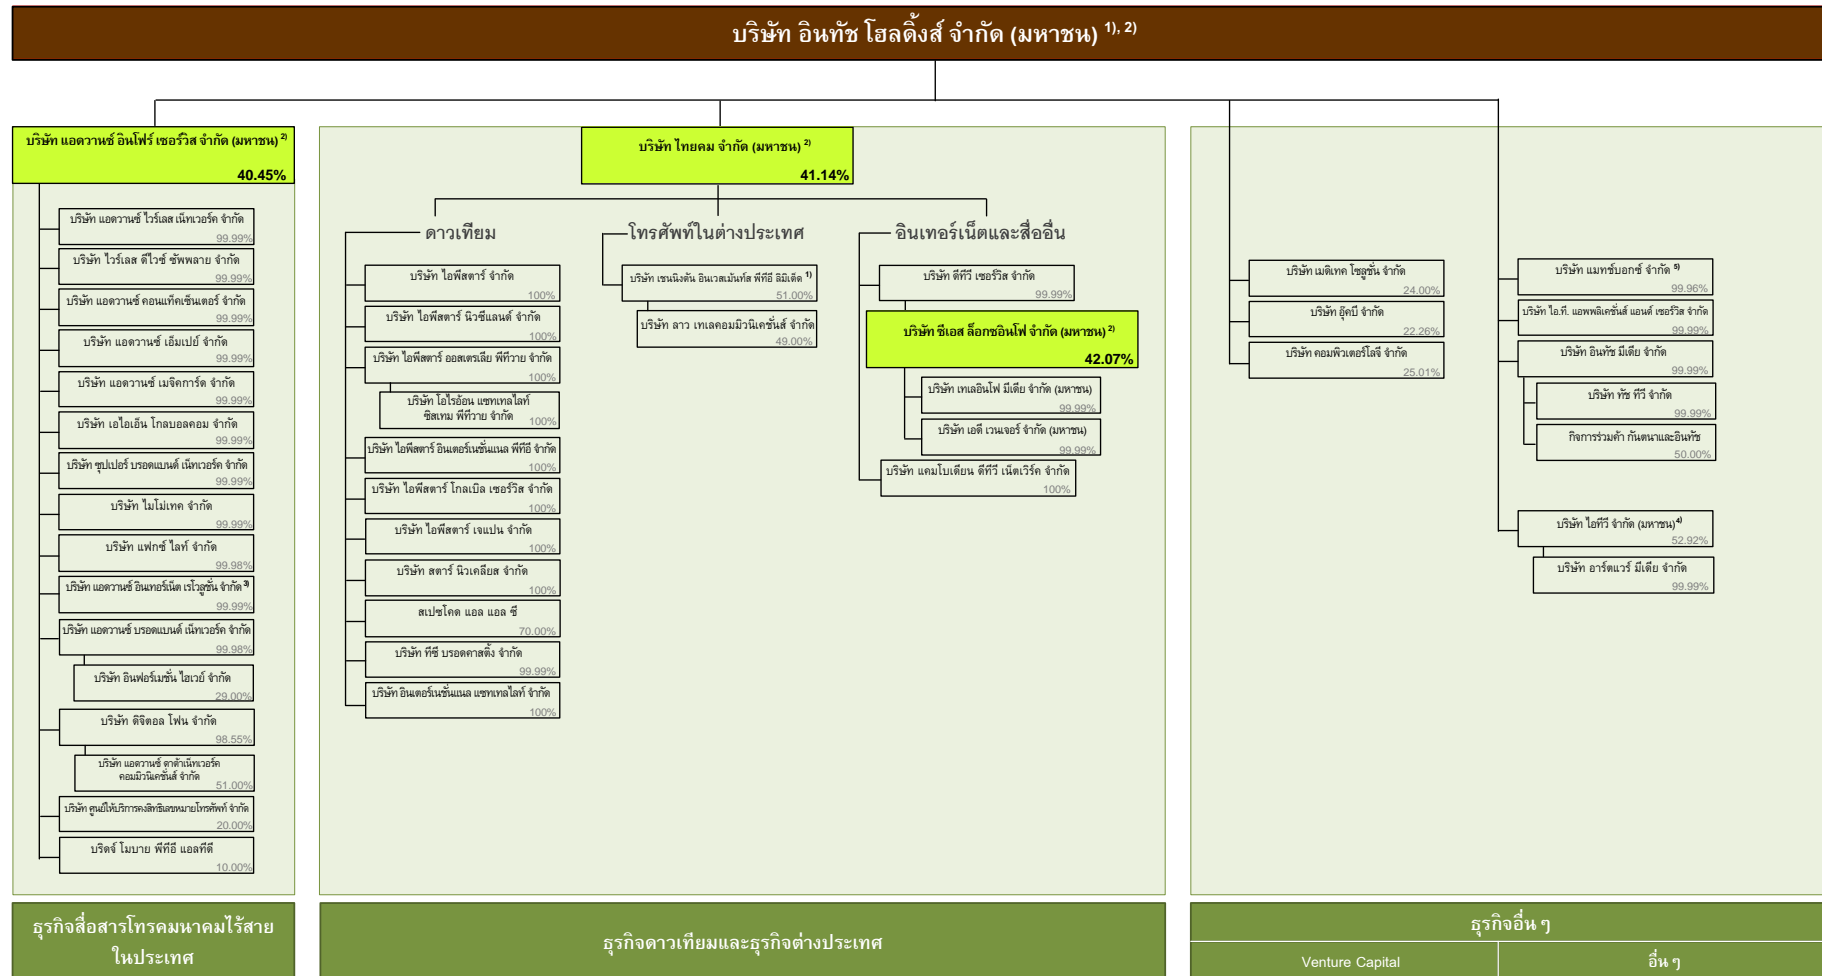 บริษัท อินทัช โฮลดิ้งส์ จำกัด (มหาชน) 1), 2)
บริษัท แอดวานซ์ อินโฟร์ เซอร์วิส จำกัด (มหาชน) 2)
40.45%
บริษัท แอดวานซ์ ไวร์เลส เน็ทเวอร์ค จำกัด
99.99%
บริษัท ไวร์เลส ดีไวซ์ ซัพพลาย จำกัด
99.99%
บริษัท แอดวานซ์ คอนแท็คเซ็นเตอร์ จำกัด
99.99%
บริษัท แอดวานซ์ เอ็มเปย์ จำกัด
99.99%
บริษัท แอดวานซ์ เมจิคการ์ด จำกัด
99.99%
บริษัท เอไอเอ็น โกลบอลคอม จำกัด
99.99%
บริษัท ซุปเปอร์ บรอดแบนด์ เน็ทเวอร์ค จำกัด
99.99%
บริษัท ไมโม่เทค จำกัด
99.99%
บริษัท แฟกซ์ ไลท์ จำกัด
99.98%
บริษัท แอดวานซ์ อินเทอร์เน็ต เรโวลูชั่น จำกัด 3)
99.99%
บริษัท แอดวานซ์ บรอดแบนด์ เน็ทเวอร์ค จำกัด
99.98%
บริษัท อินฟอร์เมชั่น ไฮเวย์ จำกัด
29.00%
บริษัท ดิจิตอล โฟน จำกัด
98.55%
บริษัท แอดวานซ์ ดาต้าเน็ทเวอร์ค
คอมมิวนิเคชั่นส์ จำกัด
51.00%
บริษัท ศูนย์ให้บริการคงสิทธิเลขหมายโทรศัพท์ จำกัด
20.00%
บริดจ์ โมบาย พีทีอี แอลทีดี
10.00%
ธุรกิจสื่อสารโทรคมหาคมไร้สาย
ในประเทศ
บริษัท ไทยคม จำกัด (มหาชน) 2)
41.14%
ดาวเทียม
บริษัท ไอพีสตาร์ จำกัด
100%
บริษัท ไอพีสตาร์ นิวซีแลนด์ จำกัด
100%
บริษัท ไอพีสตาร์ ออสเตรเลีย พีทีวาย จำกัด
100%
บริษัท โอไรอ้อน แซทเทลไลท์
ซิสเทม พีทีวาย จำกัด
100%
บริษัท ไอพีสตาร์ อินเตอร์เนชั่นแนล พีทีอี จำกัด
100%
บริษัท ไอพีสตาร์ โกลเบิล เซอร์วิส จำกัด
100%
บริษัท ไอพีสตาร์ เจแปน จำกัด
100%
บริษัท สตาร์ นิวเคลียส จำกัด
100%
สเปซโคด แอล แอล ซี
70.00%
บริษัท ทีซี บรอดคาสติ้ง จำกัด
99.99%
บริษัท อินเตอร์เนชั่นแนล แซทเทลไลท์ จำกัด
100%
โทรศัพท์ในต่างประเทศ
บริษัท เชนนิงตัน อินเวสเม้นท์ส พีทีอี ลิมิเต็ด 1)
51.00%
บริษัท ลาว เทเลคอมมิวนิเคชั่นส์ จำกัด
49.00%
อินเทอร์เน็ตและสื่ออื่น
บริษัท ดีทีวี เซอร์วิส จำกัด
99.99%
บริษัท ซีเอส ล็อกซอินโฟ จำกัด (มหาชน) 2)
42.07%
บริษัท เทเลอินโฟ มีเดีย จำกัด (มหาชน)
99.99%
บริษัท เอดี เวนเจอร์ จำกัด (มหาชน)
99.99%
บริษัท แคมโบเดียน ดีทีวี เน็ตเวิร์ค จำกัด
100%
ธุรกิจดาวเทียมและธุรกิจต่างประเทศ
บริษัท เมดิเทค โซลูชั่น จำกัด
24.00%
บริษัท อุ๊คบี จำกัด
22.26%
บริษัท คอมพิวเตอร์โลจี จำกัด
25.01%
บริษัท แมทช์บอกซ์ จำกัด 5)
99.96%
บริษัท ไอ.ที. แอพพลิเคชั่นส์ แอนด์ เซอร์วิส จำกัด
99.99%
บริษัท อินทัช มีเดีย จำกัด
99.99%
บริษัท ทัช ทีวี จำกัด
99.99%
กิจการร่วมค้า กันตนาและอินทัช
50.00%
บริษัท ไอทีวี จำกัด (มหาชน)4)
52.92%
บริษัท อาร์ตแวร์ มีเดีย จำกัด
99.99%
ธุรกิจอื่น ๆ
Venture Capital
อื่น ๆ